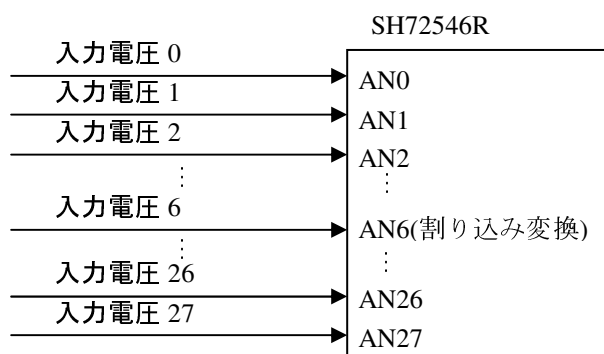 SH72546R
入力電圧 0
AN0
入力電圧 1
AN1
入力電圧 2
AN2
⋮
⋮
入力電圧 6
AN6(割り込み変換)
⋮
⋮
入力電圧 26
AN26
入力電圧 27
AN27